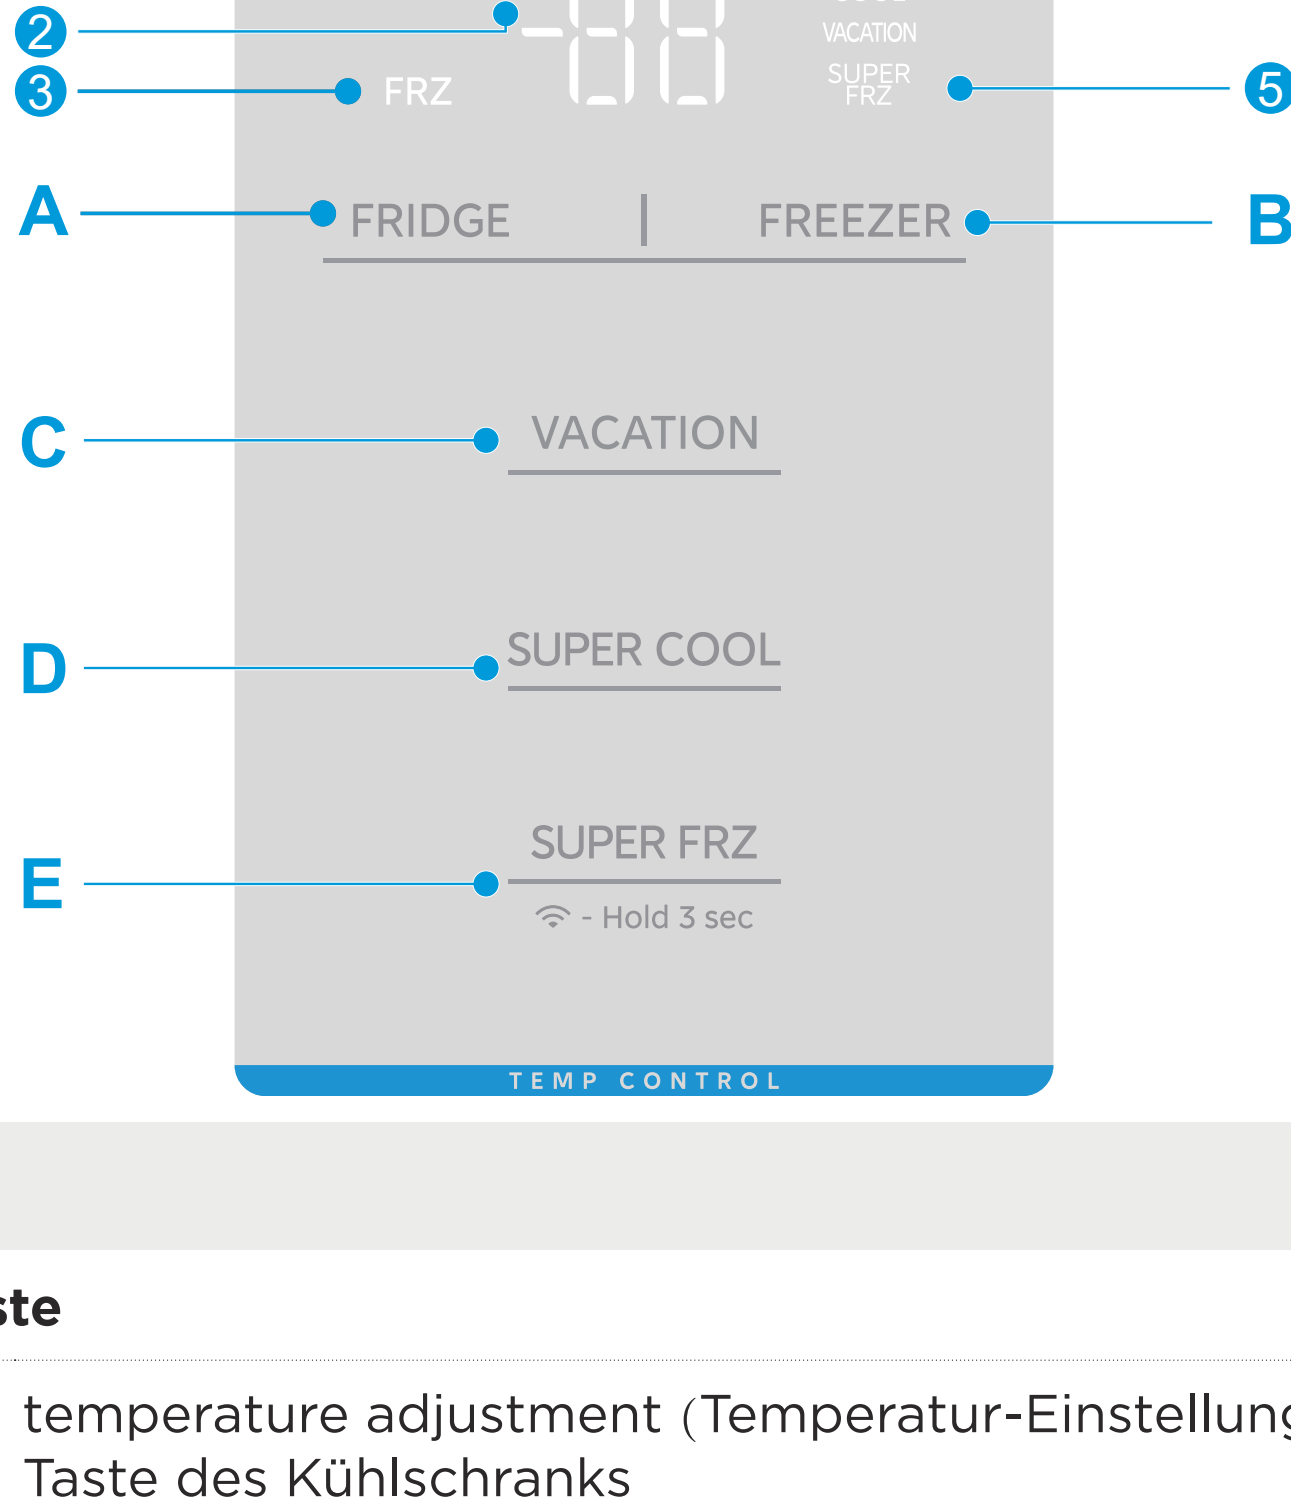 2
VACATION
3
FRZ
SUPER
FRZ
5
A
FRIDGE
FREEZER
B
C
VACATION
D
SUPER COOL
E
SUPER FRZ
- Hold 3 sec
TEMP CONTROL
ste
temperature adjustment (Temperatur-Einstellung
Taste des Kühlschranks